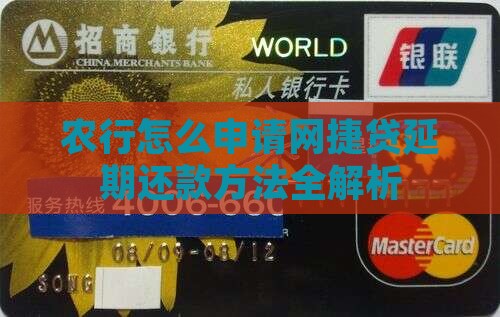 招商银行
CHINA MERCHANTS BANK
WORLD
银联
私人银行卡
农行怎么申请网捷贷延
期还款方法全解析
服务热线 4006-660
08/09-08/12
SONG
MasterCard